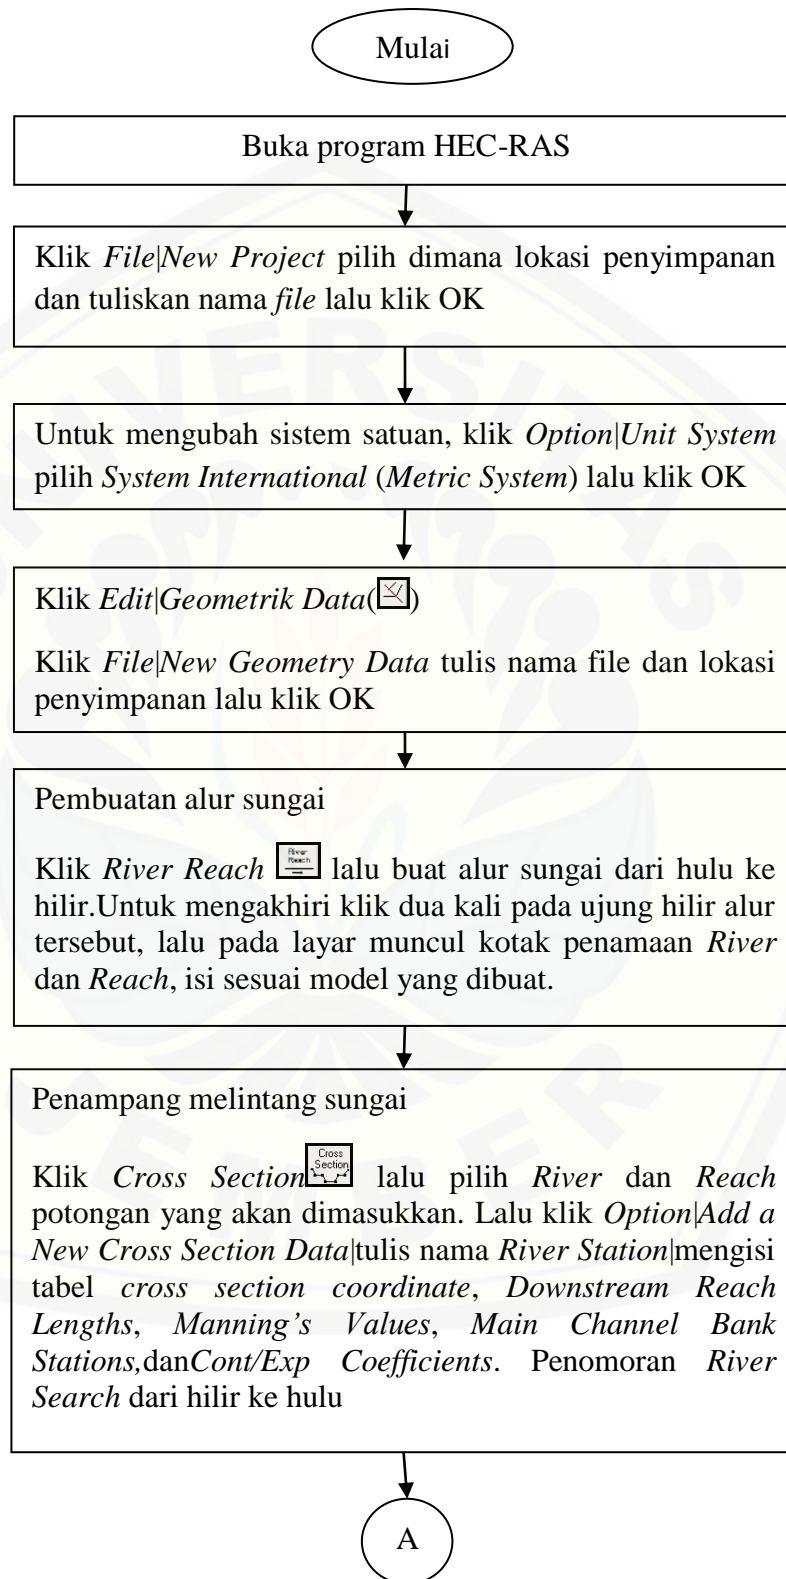 Mulai
Buka program HEC-RAS
Klik File|New Project pilih dimana lokasi penyimpanan
dan tuliskan nama file lalu klik OK
Untuk mengubah sistem satuan, klik Option|Unit System
pilih System International (Metric System) lalu klik OK
Klik Edit|Geometrik Data()
Klik File|New Geometry Data tulis nama file dan lokasi
penyimpanan lalu klik OK
Pembuatan alur sungai
Klik River Reach River Reach lalu buat alur sungai dari hulu ke
hilir.Untuk mengakhiri klik dua kali pada ujung hilir alur
tersebut, lalu pada layar muncul kotak penamaan River
dan Reach, isi sesuai model yang dibuat.
Penampang melintang sungai
Klik Cross Section Cross Section lalu pilih River dan Reach
potongan yang akan dimasukkan. Lalu klik Option|Add a
New Cross Section Data|tulis nama River Station|mengisi
tabel cross section coordinate, Downstream Reach
Lengths, Manning’s Values, Main Channel Bank
Stations,danCont/Exp Coefficients. Penomoran River
Search dari hilir ke hulu
A
UNIVERSITAS
JEMBER